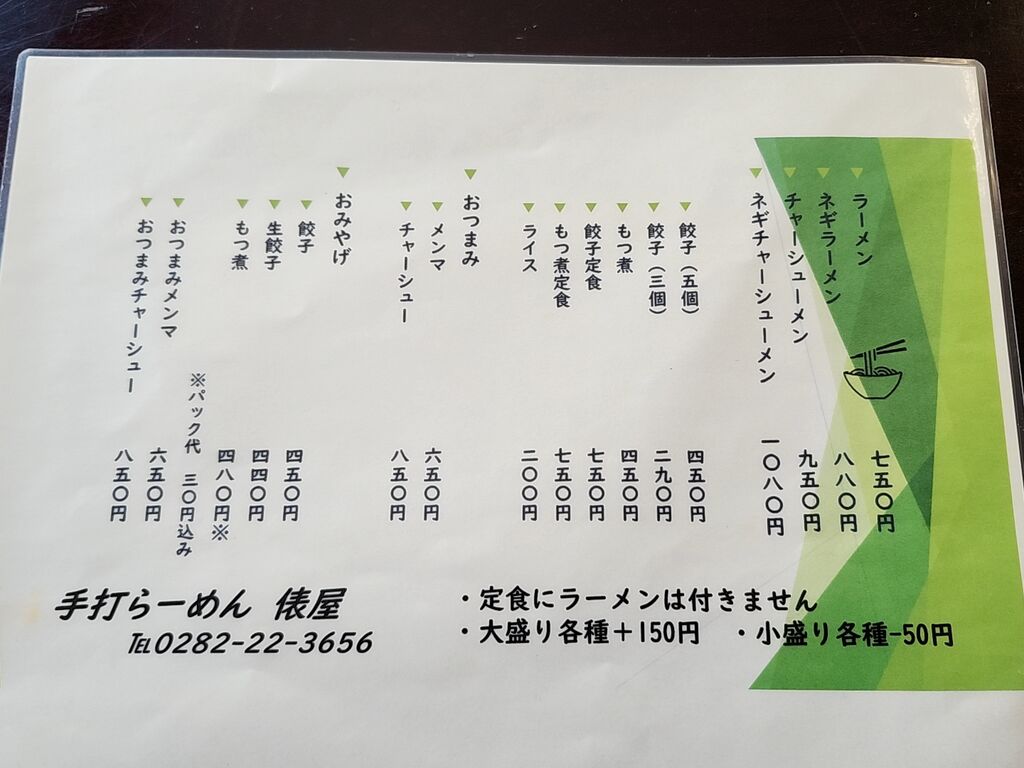 ラーメン 七五〇円
ネギラーメン 八八〇円
チャーシューメン 九五〇円
ネギチャーシューメン 一〇八〇円
餃子（五個） 四五〇円
餃子（三個） 二九〇円
もつ煮 四五〇円
餃子定食 七五〇円
もつ煮定食 七五〇円
ライス 二〇〇円
おつまみ
メンマ 六五〇円
チャーシュー 八五〇円
おみやげ
餃子 四五〇円
生餃子 四四〇円
もつ煮 四八〇円※
※パック代 三〇円込み
おつまみメンマ 六五〇円
おつまみチャーシュー 八五〇円
・定食にラーメンは付きません
・大盛り各種＋150円 ・小盛り各種-50円
手打らーめん 俵屋
℡0282-22-3656